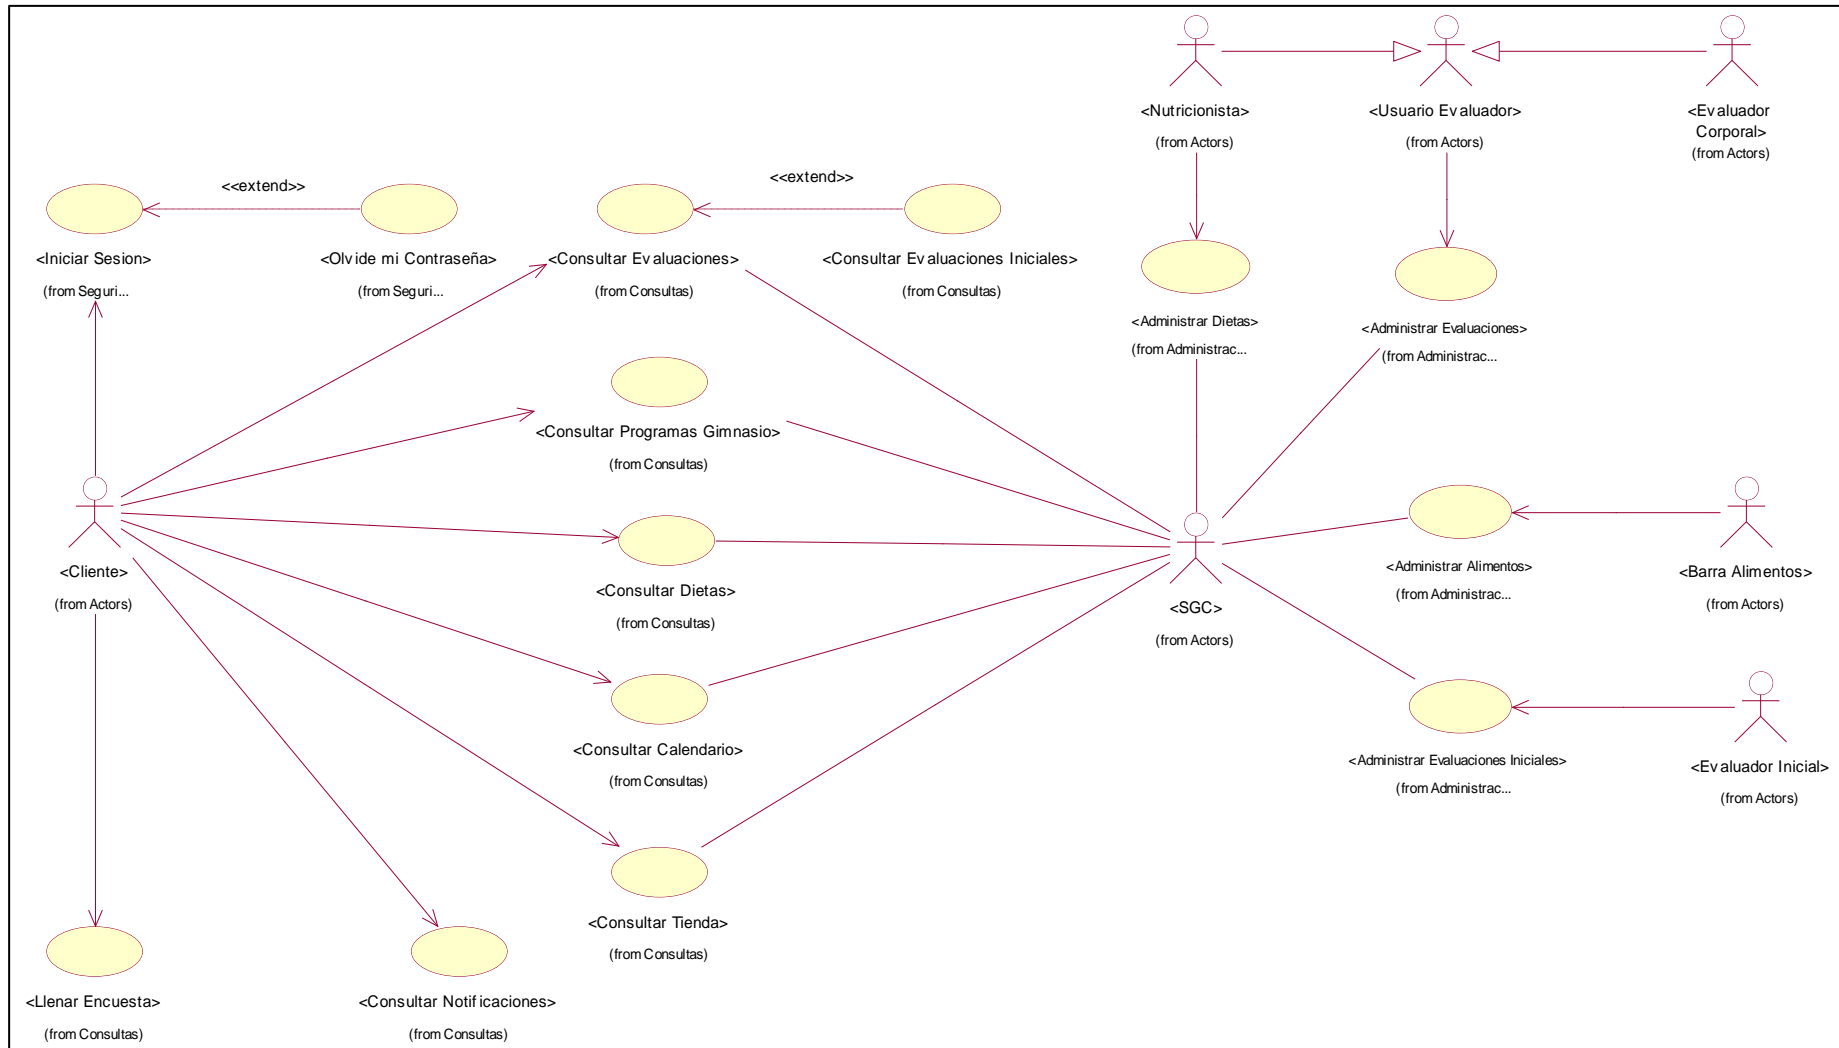 <Nutricionista>
(from Actors)
<Usuario Evaluador>
(from Actors)
<Evaluador
Corporal>
(from Actors)
<<extend>>
<<extend>>
<Iniciar Sesion>
(from Seguri...
<Olvide mi Contraseña>
(from Seguri...
<Consultar Evaluaciones>
(from Consultas)
<Consultar Evaluaciones Iniciales>
(from Consultas)
<Administrar Dietas>
(from Administrac...
<Administrar Evaluaciones>
(from Administrac...
<Consultar Programas Gimnasio>
(from Consultas)
<Cliente>
(from Actors)
<Consultar Dietas>
(from Consultas)
<SGC>
(from Actors)
<Administrar Alimentos>
(from Administrac...
<Barra Alimentos>
(from Actors)
<Consultar Calendario>
(from Consultas)
<Administrar Evaluaciones Iniciales>
(from Administrac...
<Evaluador Inicial>
(from Actors)
<Consultar Tienda>
(from Consultas)
<Llenar Encuesta>
(from Consultas)
<Consultar Notificaciones>
(from Consultas)